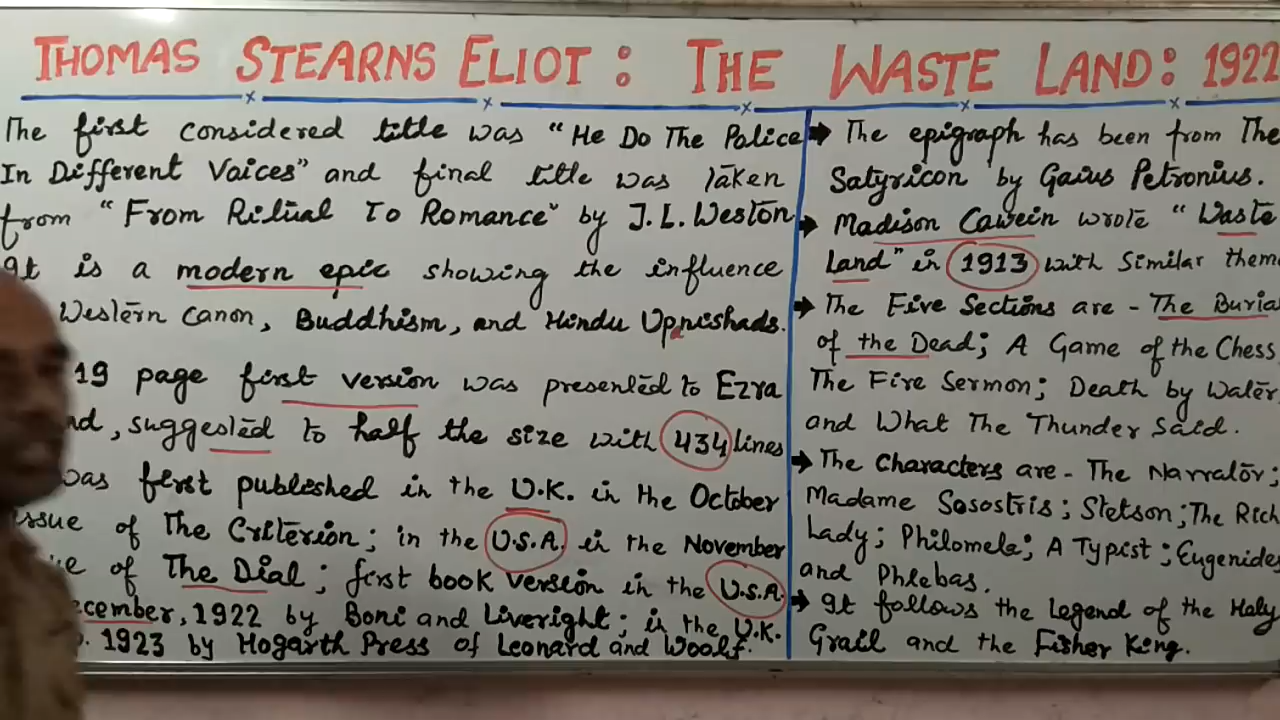 THOMAS STEARNS ELIOT: THE WASTE LAND: 1922
The first considered title was "He Do The Police
In Different Voices" and final title was Taken
from "From Ritual To Romance" by J.L. Weston
It is a modern epic showing the influence
Western Canon, Buddhism, and Hindu Upanishads.
19 page first version was presented to Ezra
suggested to half the size with 434 lines
was first published in the U.K. in the October
issue of The Criterion; in the U.S.A. in the November
of The Dial; first book version in the U.S.A.
1922 by Boni and Liveright; in the U.K.
1923 by Hogarth Press of Leonard and Woolf.
➡ The epigraph has been from The
Satyricon by Gaius Petronius.
➡ Madison Cawein wrote "Waste
Land" in 1913 with similar
➡ The Five Sections are - The
of the Dead; A Game of the Chess
The Fire Sermon; Death by Water
and What The Thunder Said.
➡ The Characters are - The Narrator;
Madame Sosostris; Stetson; The Rich
Lady; Philomela; A Typist; Eugenides
and Phlebas.
➡ It follows the Legend of the Holy
Grail and the Fisher King.